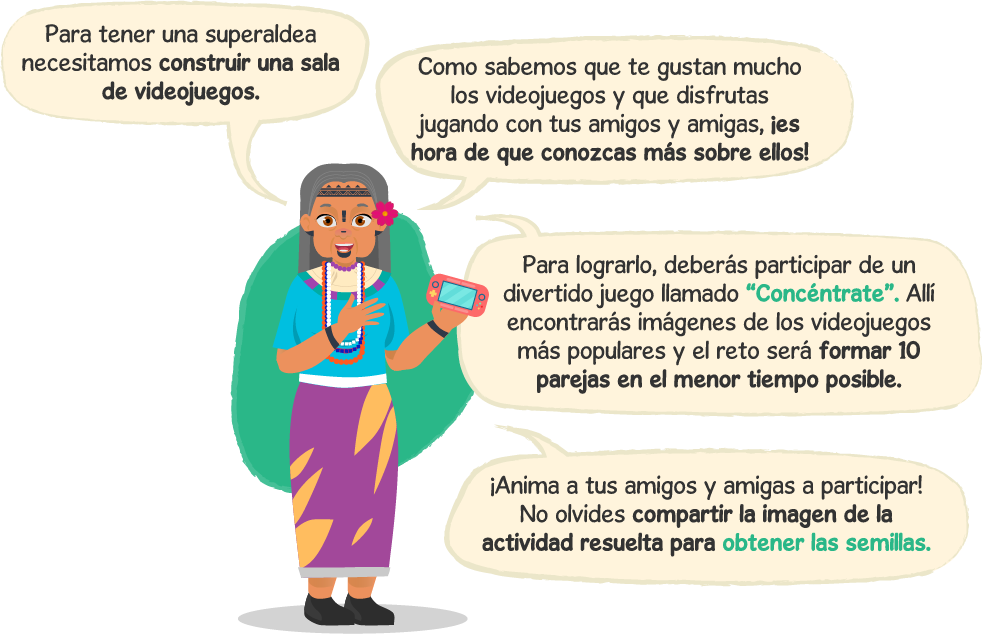 Para tener una superaldea
necesitamos construir una sala
de videojuegos.
Como sabemos que te gustan mucho
los videojuegos y que disfrutas
jugando con tus amigos y amigas, ¡es
hora de que conozcas más sobre ellos!
Para lograrlo, deberás participar de un
divertido juego llamado “Concéntrate”. Allí
encontrarás imágenes de los videojuegos
más populares y el reto será formar 10
parejas en el menor tiempo posible.
¡Anima a tus amigos y amigas a participar!
No olvides compartir la imagen de la
actividad resuelta para obtener las semillas.